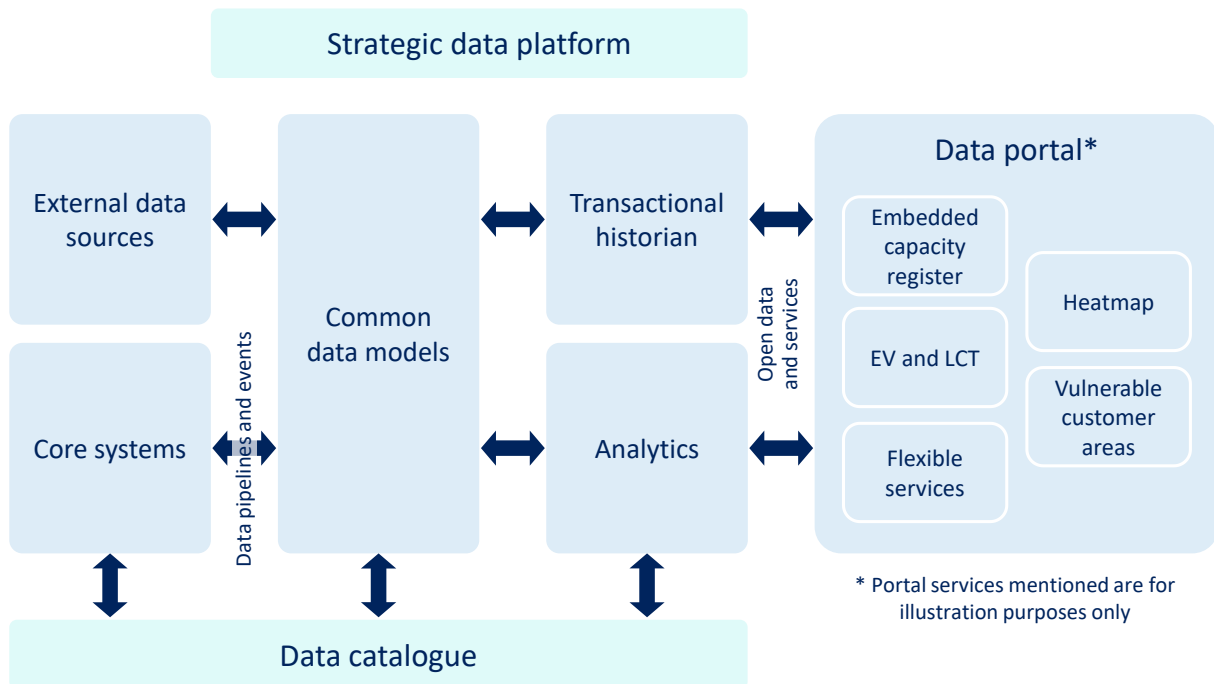 Strategic data platform
External data
sources
Core systems
Data pipelines and events
Common
data models
Transactional
historian
Analytics
Open data
and services
Data portal*
Embedded
capacity
register
EV and LCT
Flexible
services
Heatmap
Vulnerable
customer
areas
* Portal services mentioned are for
illustration purposes only
Data catalogue